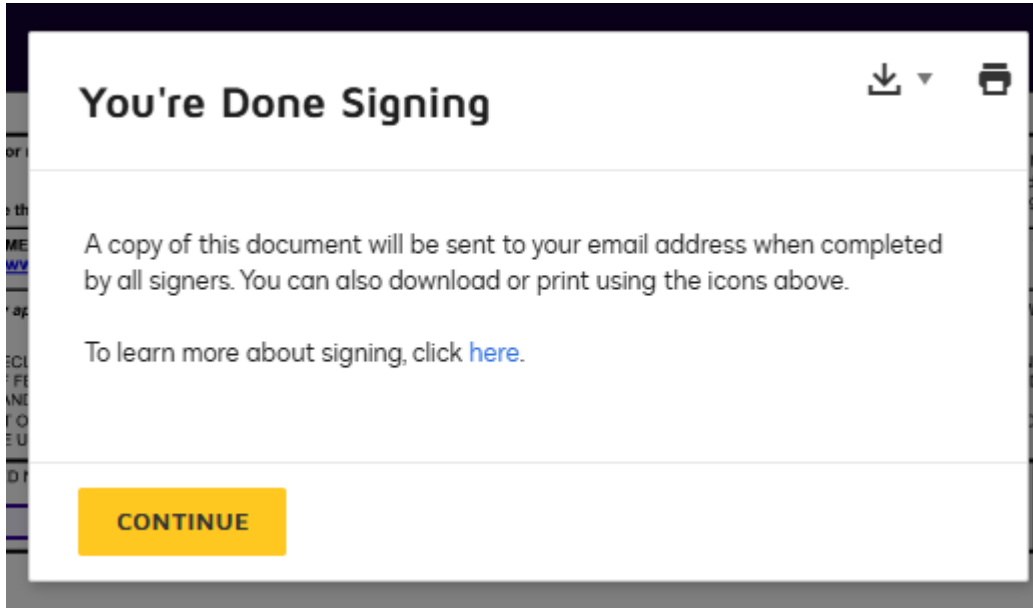 You're Done Signing
A copy of this document will be sent to your email address when completed
by all signers. You can also download or print using the icons above.
To learn more about signing, click here.
CONTINUE